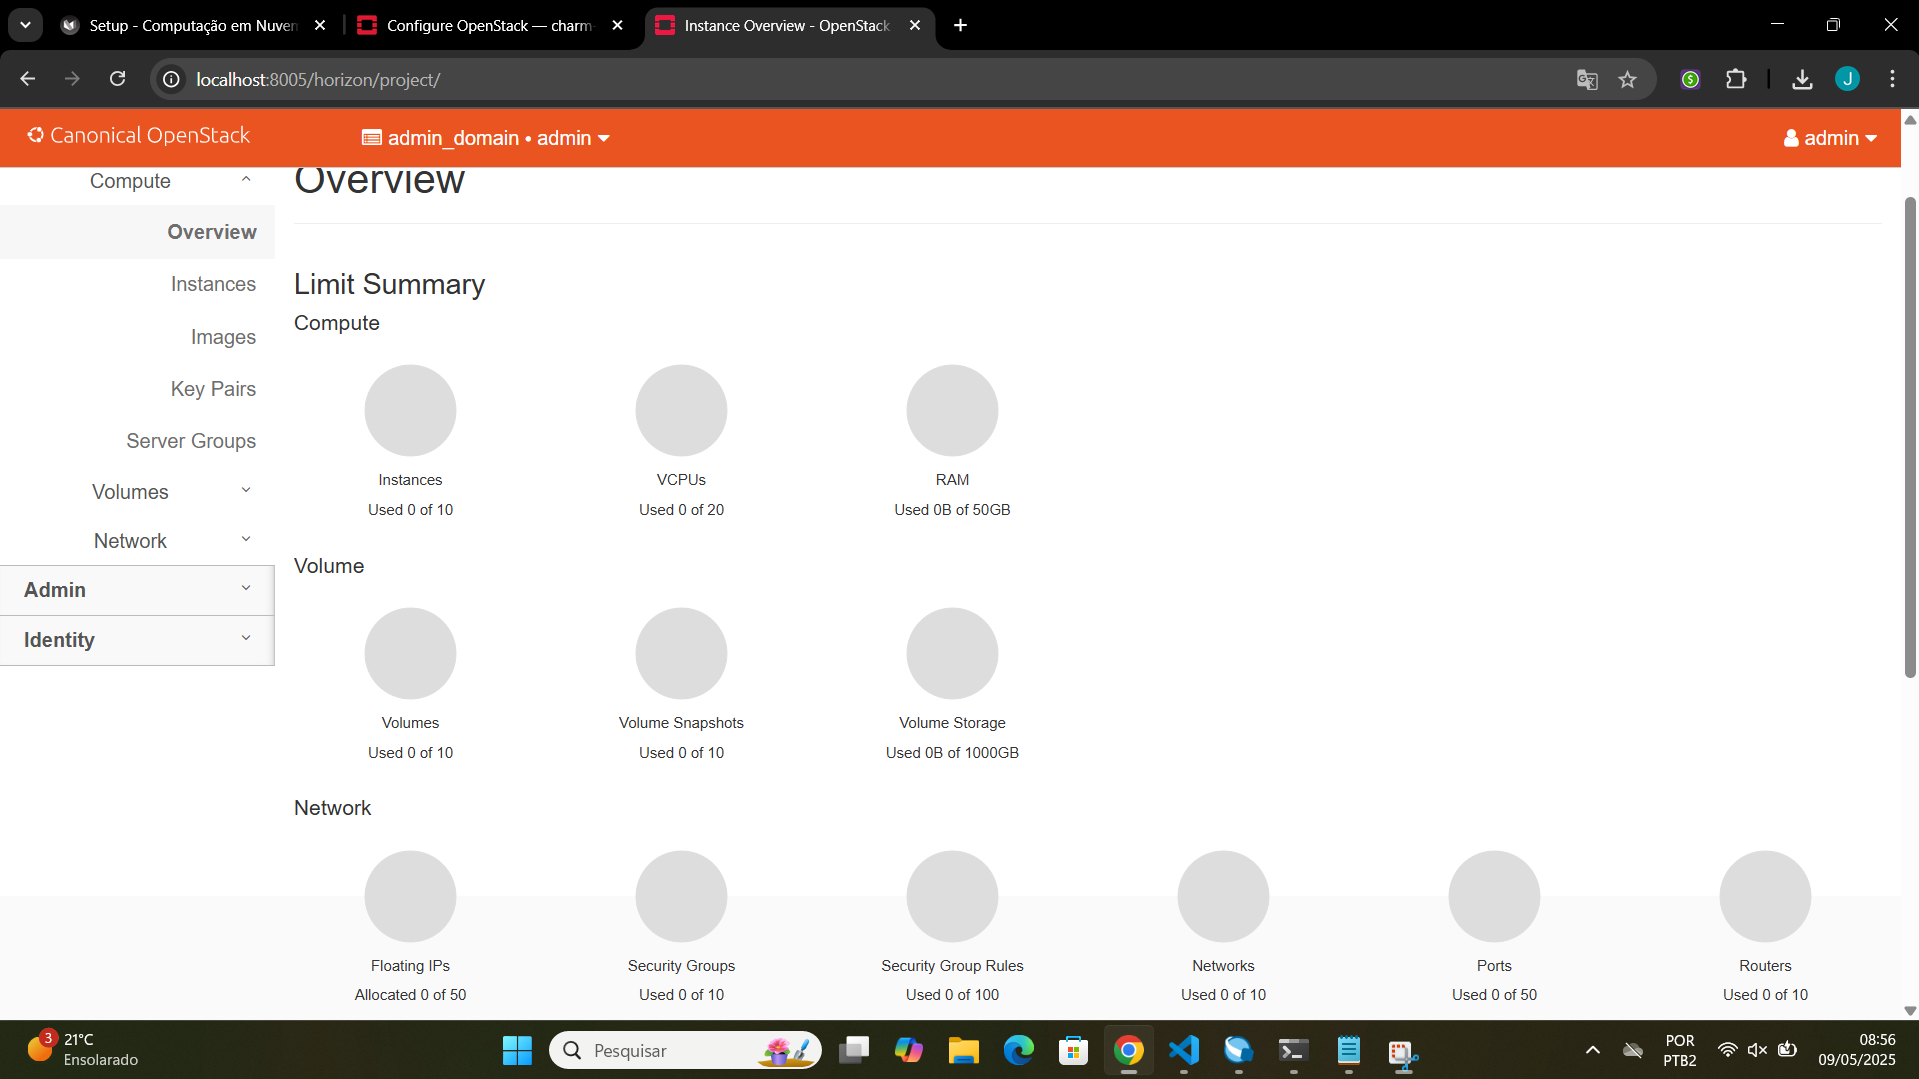 Setup - Computação em Nuven
Configure OpenStack — charm-
Instance Overview - OpenStack
localhost:8005/horizon/project/
J
Canonical OpenStack
admin_domain • admin
admin
Compute
Overview
Instances
Images
Key Pairs
Server Groups
Volumes
Network
Admin
Identity
Overview
Limit Summary
Compute
Instances
Used 0 of 10
VCPUs
Used 0 of 20
RAM
Used 0B of 50GB
Volume
Volumes
Used 0 of 10
Volume Snapshots
Used 0 of 10
Volume Storage
Used 0B of 1000GB
Network
Floating IPs
Allocated 0 of 50
Security Groups
Used 0 of 10
Security Group Rules
Used 0 of 100
Networks
Used 0 of 10
Ports
Used 0 of 50
Routers
Used 0 of 10
3
21°C
Ensolarado
Pesquisar
POR
PTB2
08:56
09/05/2025